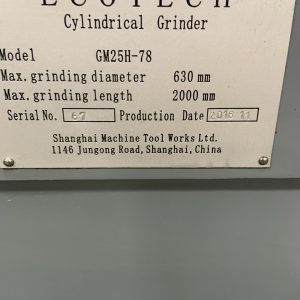 ECOTECH
Cylindrical Grinder
Model GM25H-78
Max. grinding diameter 630 mm
Max. grinding length 2000 mm
Serial No. 67 Production Date 2016 11
Shanghai Machine Tool Works Ltd.
1146 Jungong Road, Shanghai, China